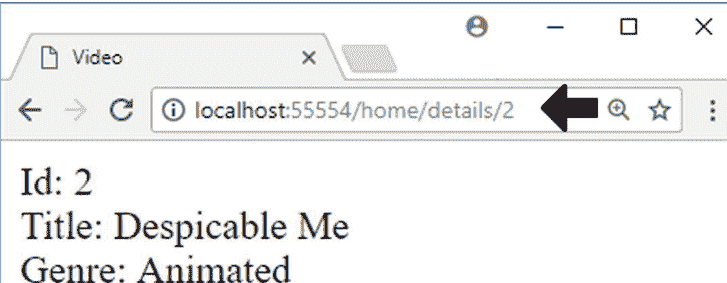 Video
localhost:55554/home/details/2
Id: 2
Title: Despicable Me
Genre: Animated